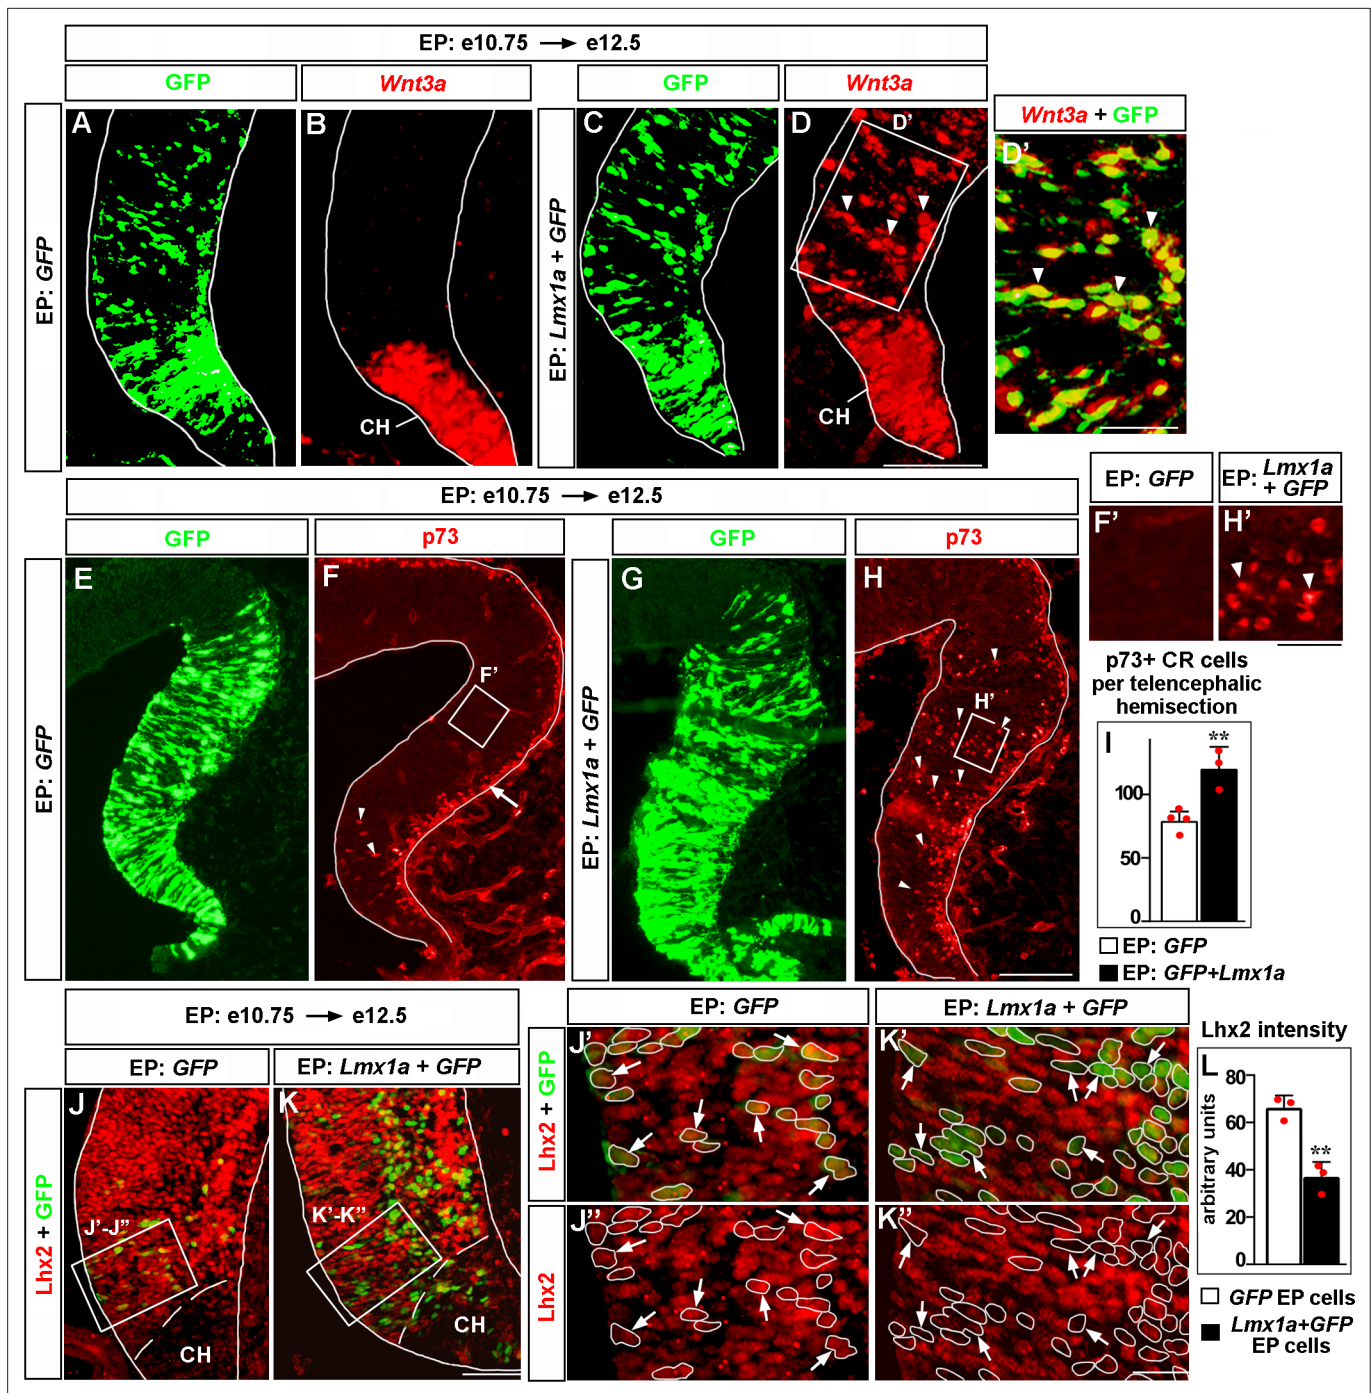 EP: e10.75 → e12.5
GFP
Wnt3a
GFP
Wnt3a
Wnt3a + GFP
EP: GFP
A
B
CH
EP: Lmx1a + GFP
C
D
D'
CH
D'
EP: e10.75 → e12.5
GFP
p73
GFP
p73
EP: GFP
EP: Lmx1a
+ GFP
EP: GFP
E
F
F'
EP: Lmx1a + GFP
G
H
H'
F'
H'
p73+ CR cells
per telencephalic
hemisection
I
**
100
50
0
EP: GFP
EP: GFP+Lmx1a
EP: e10.75 → e12.5
EP: GFP
EP: Lmx1a + GFP
Lhx2 + GFP
J
J'-J"
CH
K
K'-K"
CH
EP: GFP
EP: Lmx1a + GFP
Lhx2 + GFP
J'
K'
Lhx2
J"
K"
Lhx2 intensity
L
arbitrary units
80
60
40
20
0
**
GFP EP cells
Lmx1a+GFP
EP cells